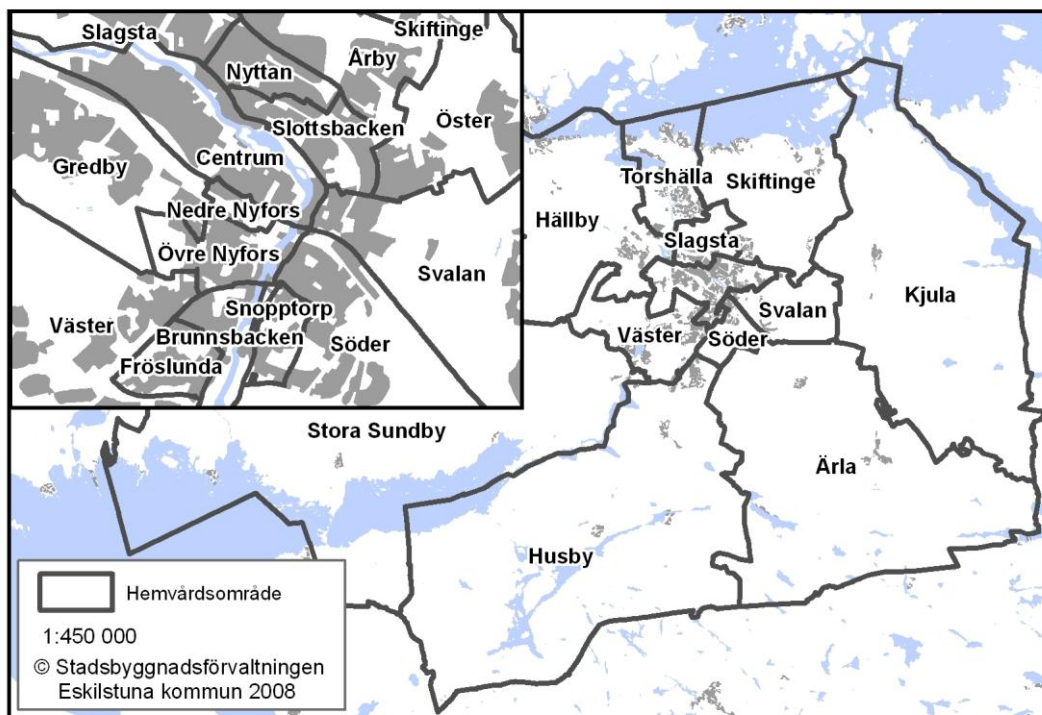 Slagsta
Skiftinge
Nyttan
Årby
Öster
Slottsbacken
Centrum
Gredby
Nedre Nyfors
Övre Nyfors
Svalan
Snopptorp
Väster
Brunnsbacken
Söder
Fröslunda
Torshälla
Skiftinge
Hällby
Slagsta
Svalan
Kjula
Väster
Söder
Stora Sundby
Ärla
Husby
Hemvårdsområde
1:450 000
© Stadsbyggnadsförvaltningen
Eskilstuna kommun 2008